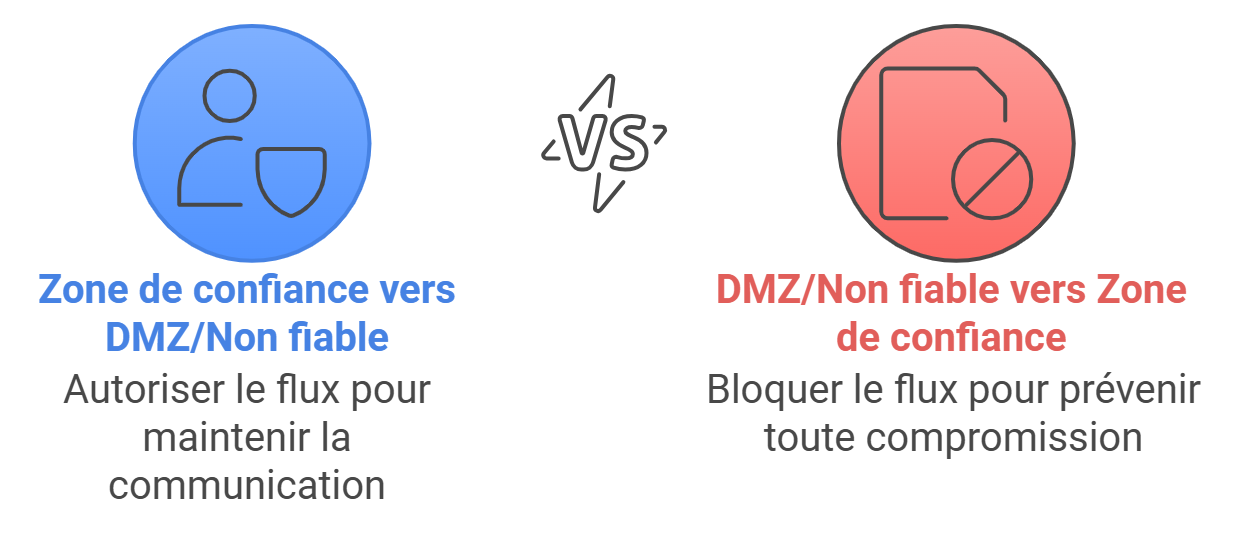 VS
Zone de confiance vers
DMZ/Non fiable
Autoriser le flux pour
maintenir la
communication
DMZ/Non fiable vers Zone
de confiance
Bloquer le flux pour prévenir
toute compromission